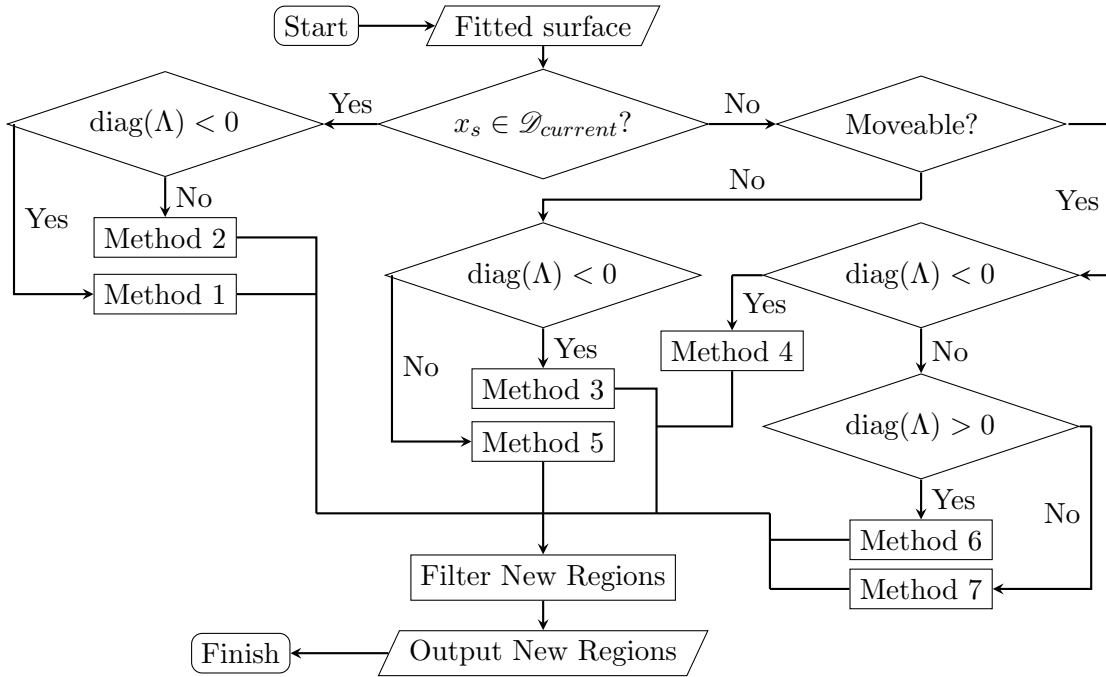 Start
Fitted surface
diag(Λ) < 0
Yes
x_s ∈ 𝒟_current?
No
Moveable?
No
Yes
No
Yes
Method 2
Method 1
diag(Λ) < 0
diag(Λ) < 0
Yes
Method 4
No
Yes
No
Method 3
Method 5
diag(Λ) > 0
Yes
No
Method 6
Method 7
Filter New Regions
Output New Regions
Finish